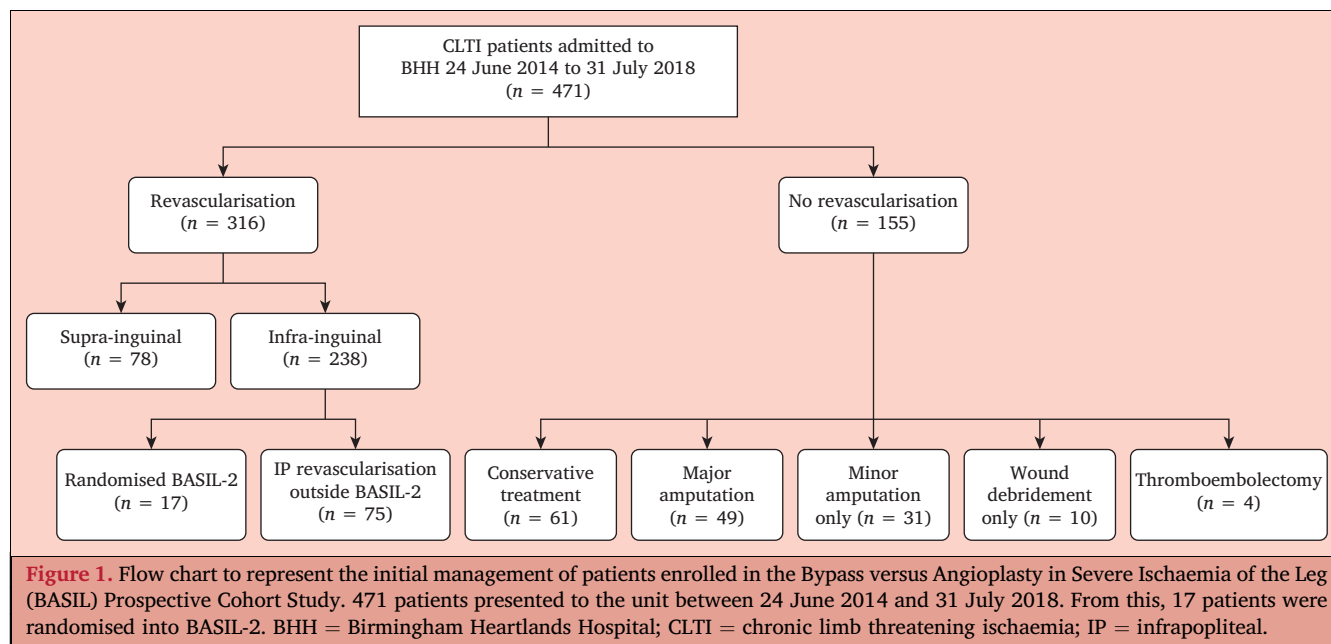 CLTI patients admitted to
BHH 24 June 2014 to 31 July 2018
(n = 471)
Revascularisation
(n = 316)
No revascularisation
(n = 155)
Supra-inguinal
(n = 78)
Infra-inguinal
(n = 238)
Randomised BASIL-2
(n = 17)
IP revascularisation
outside BASIL-2
(n = 75)
Conservative
treatment
(n = 61)
Major
amputation
(n = 49)
Minor
amputation
only (n = 31)
Wound
debridement
only (n = 10)
Thromboembolectomy
(n = 4)
Figure 1. Flow chart to represent the initial management of patients enrolled in the Bypass versus Angioplasty in Severe Ischaemia of the Leg
(BASIL) Prospective Cohort Study. 471 patients presented to the unit between 24 June 2014 and 31 July 2018. From this, 17 patients were
randomised into BASIL-2. BHH = Birmingham Heartlands Hospital; CLTI = chronic limb threatening ischaemia; IP = infrapopliteal.